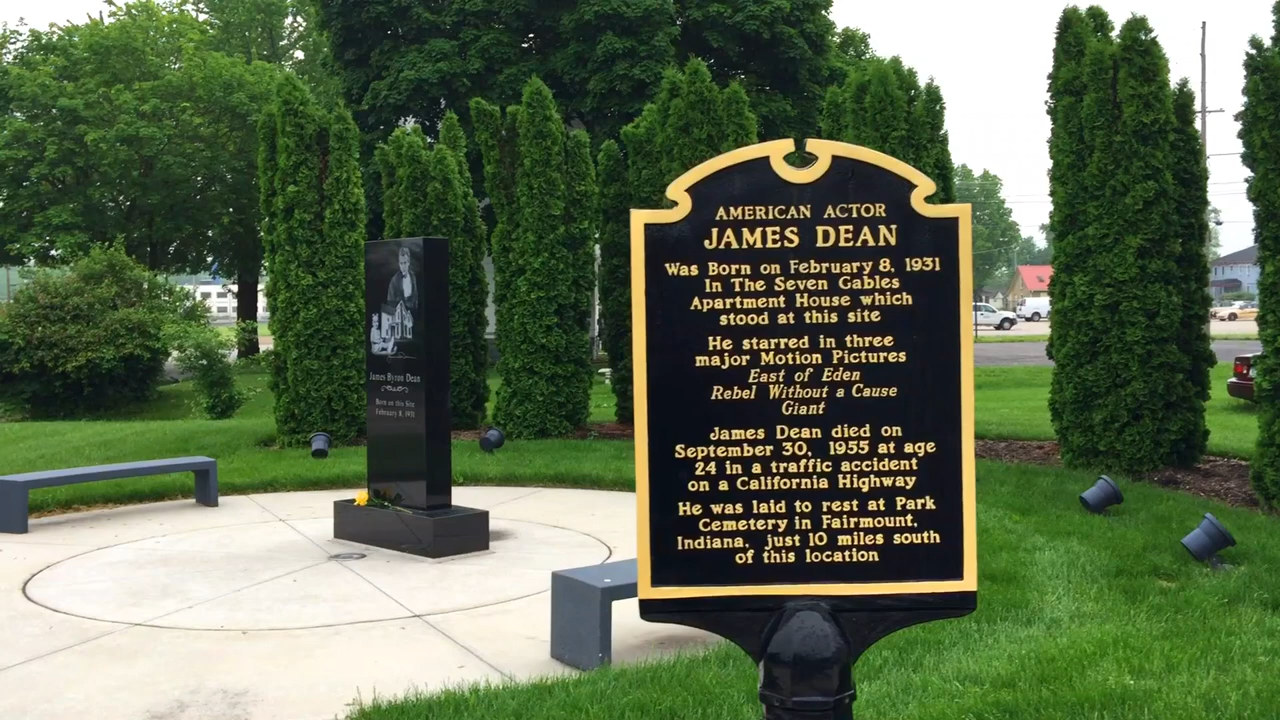 AMERICAN ACTOR
JAMES DEAN
Was Born on February 8, 1931
In The Seven Gables
Apartment House which
stood at this site
He starred in three
major Motion Pictures
East of Eden
Rebel Without a Cause
Giant
James Dean died on
September 30, 1955 at age
24 in a traffic accident
on a California Highway
He was laid to rest at Park
Cemetery in Fairmount,
Indiana, just 10 miles south
of this location
James Byron Dean
Born on this Site
February 8, 1931